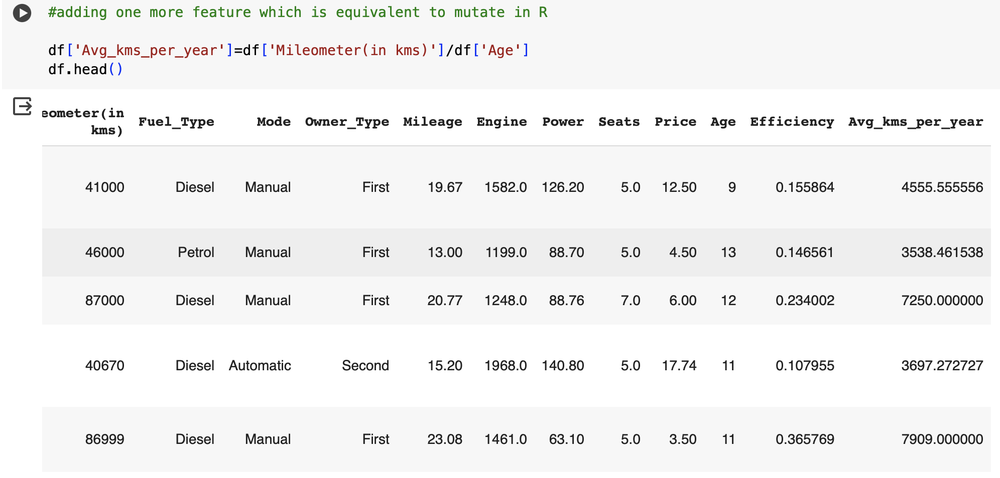 #adding one more feature which is equivalent to mutate in R
df['Avg_kms_per_year']=df['Mileometer(in kms)']/df['Age']
df.head()
eometer(in kms) Fuel_Type Mode Owner_Type Mileage Engine Power Seats Price Age Efficiency Avg_kms_per_year
41000 Diesel Manual First 19.67 1582.0 126.20 5.0 12.50 9 0.155864 4555.555556
46000 Petrol Manual First 13.00 1199.0 88.70 5.0 4.50 13 0.146561 3538.461538
87000 Diesel Manual First 20.77 1248.0 88.76 7.0 6.00 12 0.234002 7250.000000
40670 Diesel Automatic Second 15.20 1968.0 140.80 5.0 17.74 11 0.107955 3697.272727
86999 Diesel Manual First 23.08 1461.0 63.10 5.0 3.50 11 0.365769 7909.000000